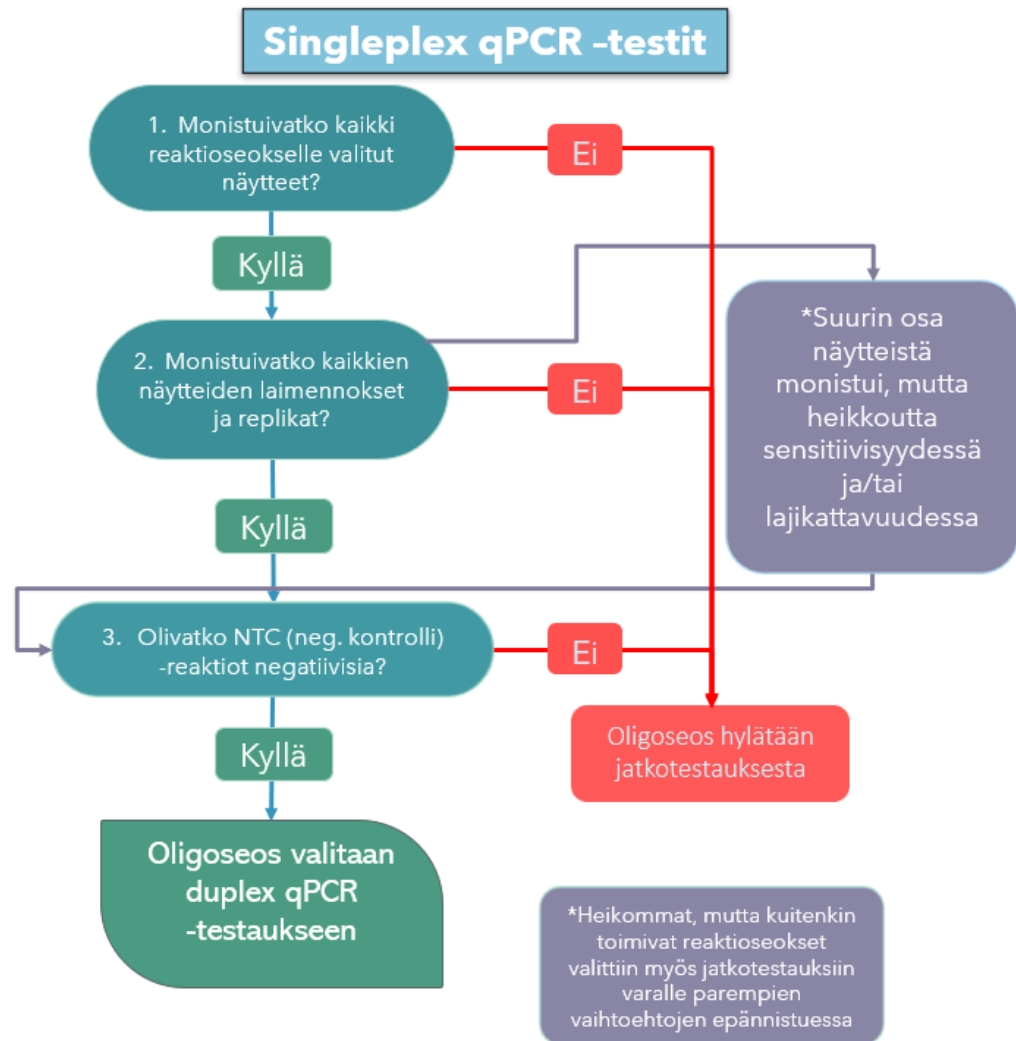 Singleplex qPCR –testit
1. Monistuivatko kaikki
reaktioseokselle valitut
näytteet?
Ei
Kyllä
2. Monistuivatko kaikkien
näytteiden laimennokset
ja replikat?
Ei
*Suurin osa
näytteistä
monistui, mutta
heikkoutta
sensitiivisyydessä
ja/tai
lajikattavuudessa
Kyllä
3. Olivatko NTC (neg. kontrolli)
-reaktiot negatiivisia?
Ei
Kyllä
Oligoseos hylätään
jatkotestauksesta
Oligoseos valitaan
duplex qPCR
-testaukseen
*Heikommat, mutta kuitenkin
toimivat reaktioseokset
valittiin myös jatkotestauksiin
varalle parempien
vaihtoehtojen epännistuessa